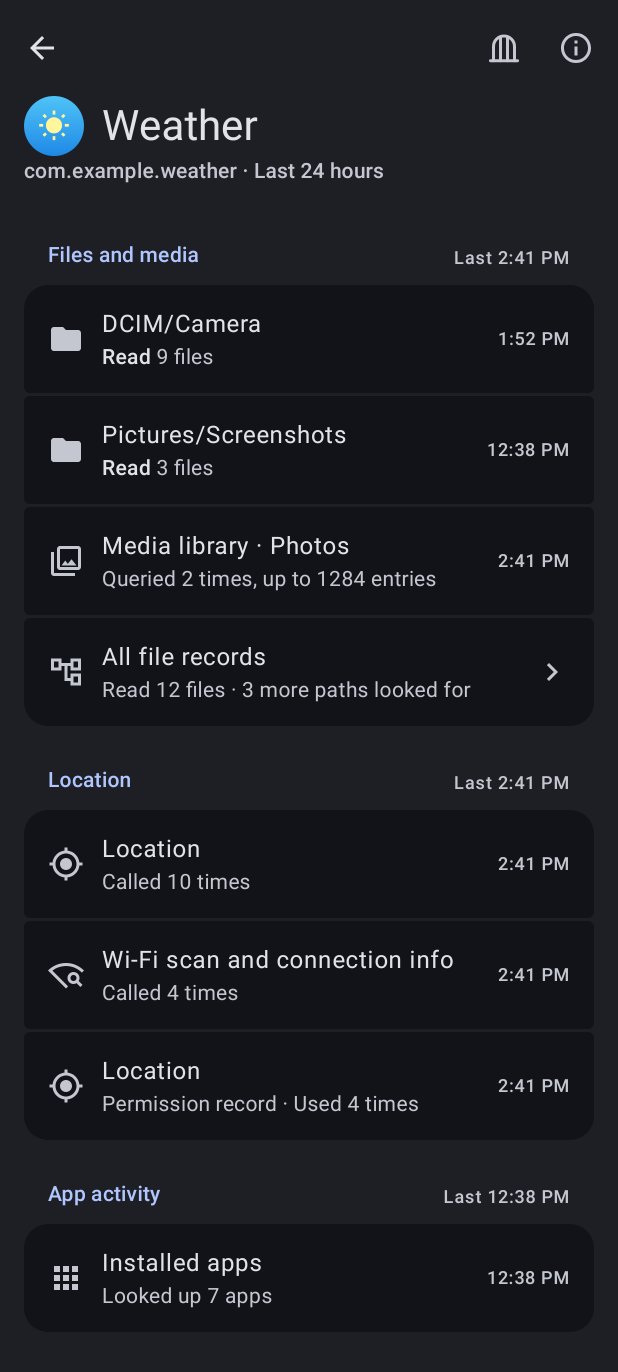 Weather
com.example.weather · Last 24 hours
Files and media
Last 2:41 PM
DCIM/Camera
Read 9 files
1:52 PM
Pictures/Screenshots
Read 3 files
12:38 PM
Media library · Photos
Queried 2 times, up to 1284 entries
2:41 PM
All file records
Read 12 files · 3 more paths looked for
Location
Last 2:41 PM
Location
Called 10 times
2:41 PM
Wi-Fi scan and connection info
Called 4 times
2:41 PM
Location
Permission record · Used 4 times
2:41 PM
App activity
Last 12:38 PM
Installed apps
Looked up 7 apps
12:38 PM